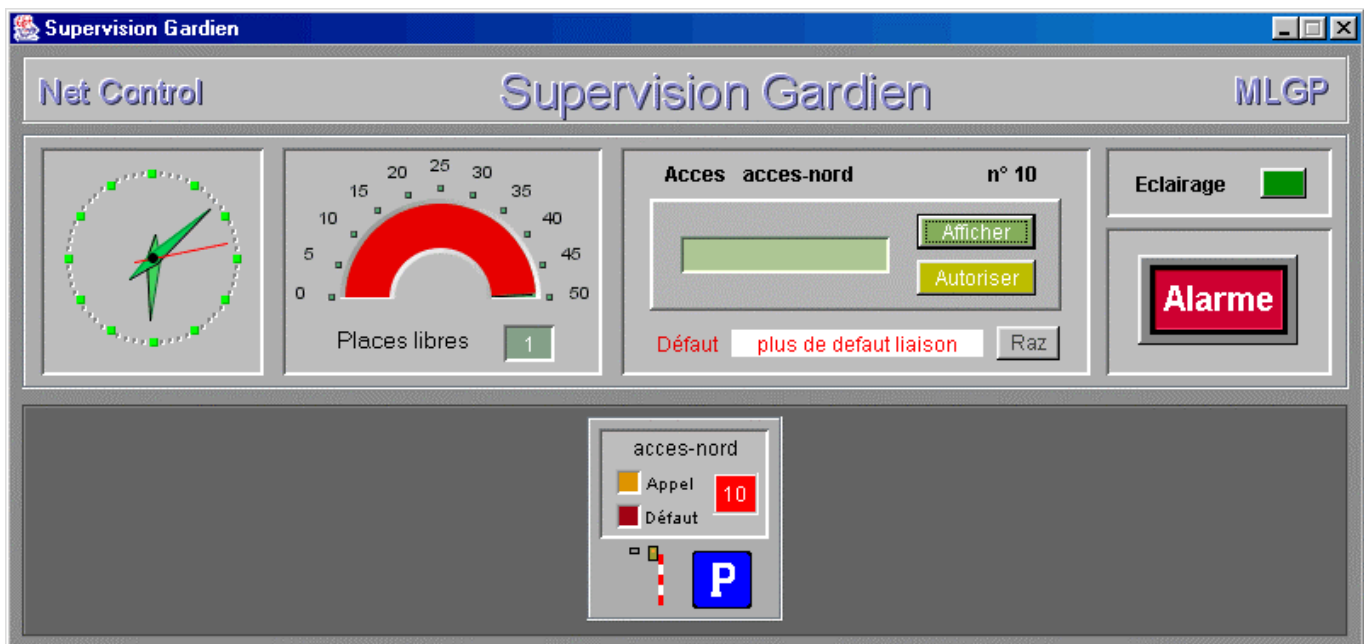 Supervision Gardien
Net Control Supervision Gardien MLGP
20 25 30
15 35
10 40
5 45
0 50
Places libres 1
Acces acces-nord n° 10
Afficher
Autoriser
Défaut plus de defaut liaison Raz
Eclairage
Alarme
acces-nord
Appel 10
Défaut
P